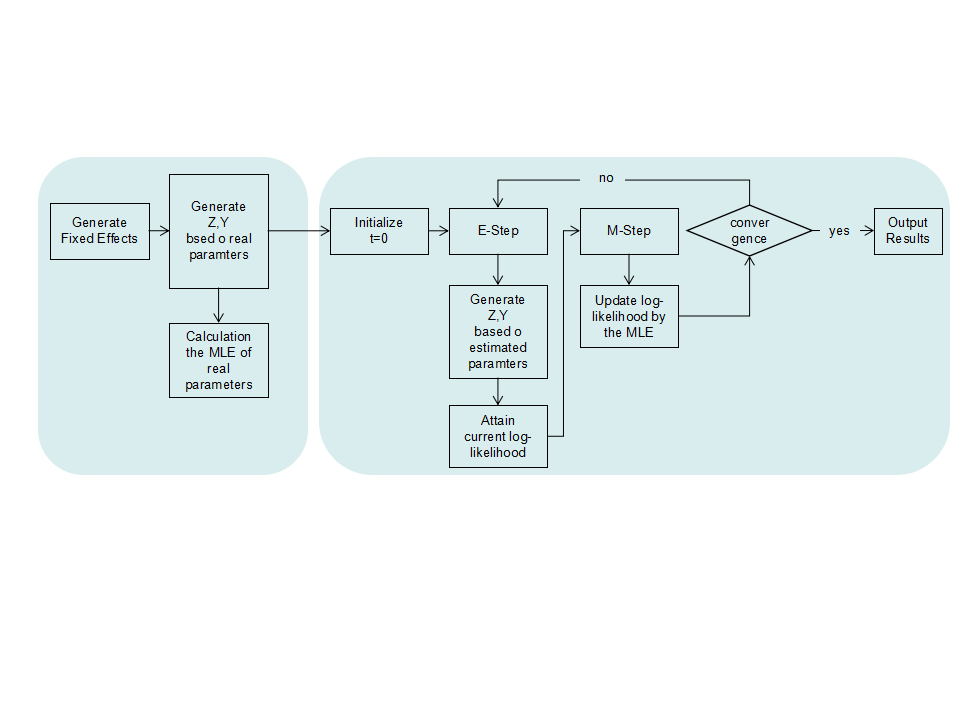 Generate
Fixed Effects
Generate
Z,Y
bsed o real
paramters
Calculation
the MLE of
real
parameters
Initialize
t=0
E-Step
Generate
Z,Y
based o
estimated
paramters
Attain
current log-
likelihood
M-Step
Update log-
likelihood by
the MLE
no
conver
gence
yes
Output
Results